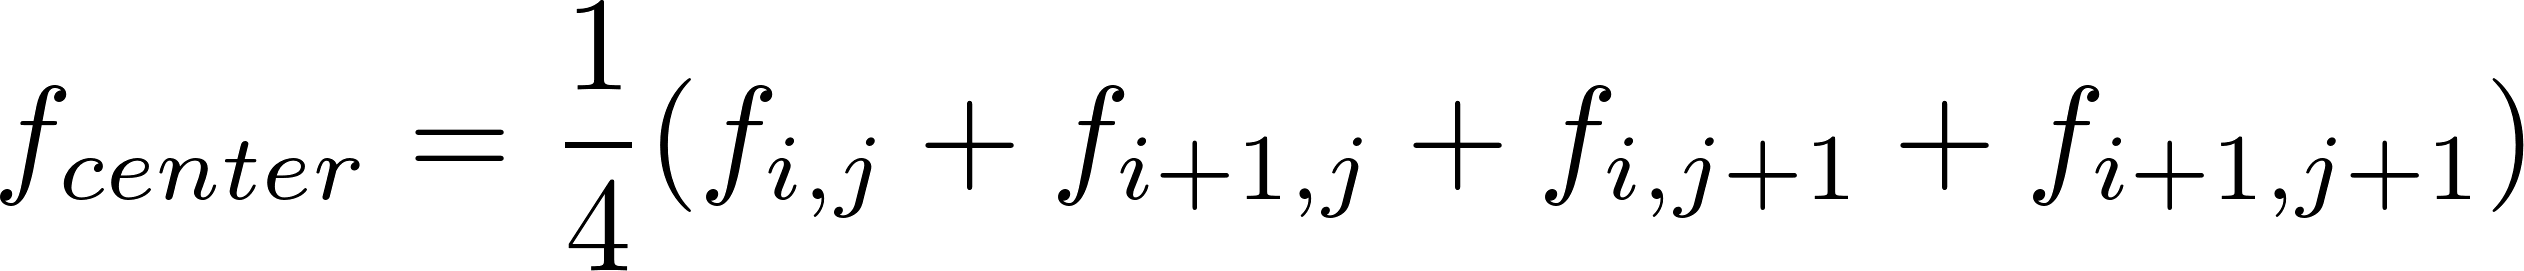 f_{center} = \frac{1}{4}(f_{i,j} + f_{i+1,j} + f_{i,j+1} + f_{i+1,j+1})